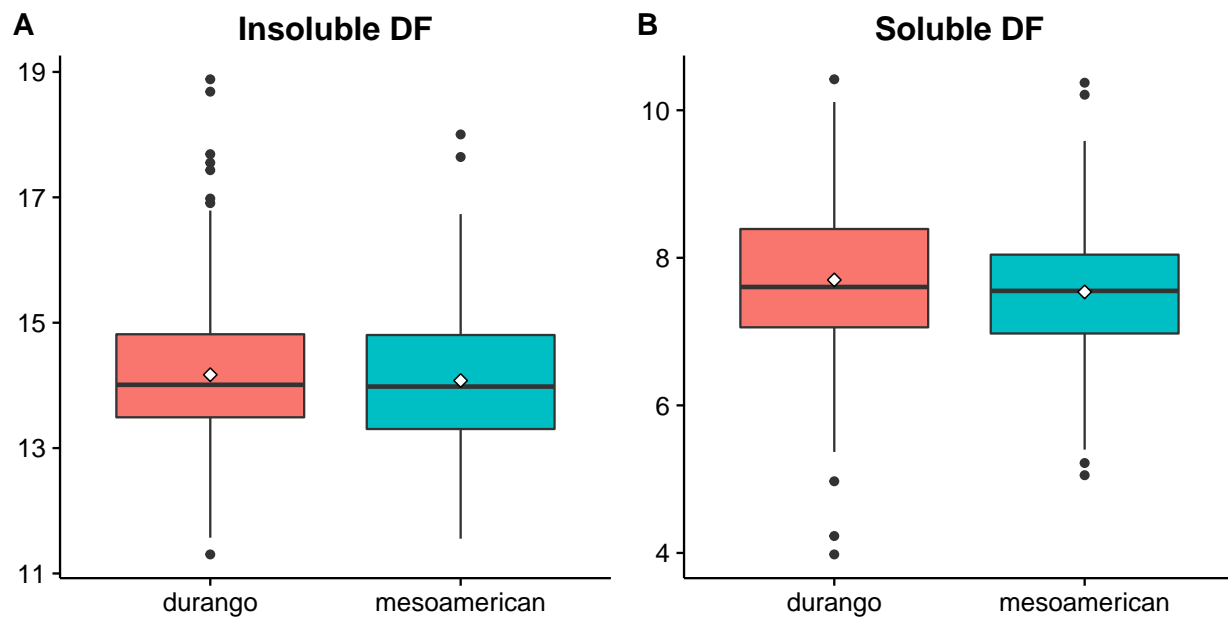 A Insoluble DF
19
17
15
13
11
durango mesoamerican
B Soluble DF
10
8
6
4
durango mesoamerican